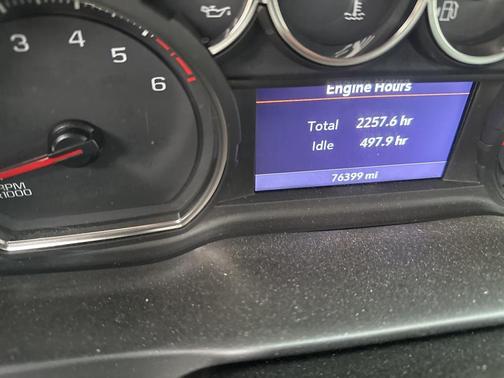 3
4
5
6
RPM
x1000
Engine Hours
Total 2257.6 hr
Idle 497.9 hr
76399 mi